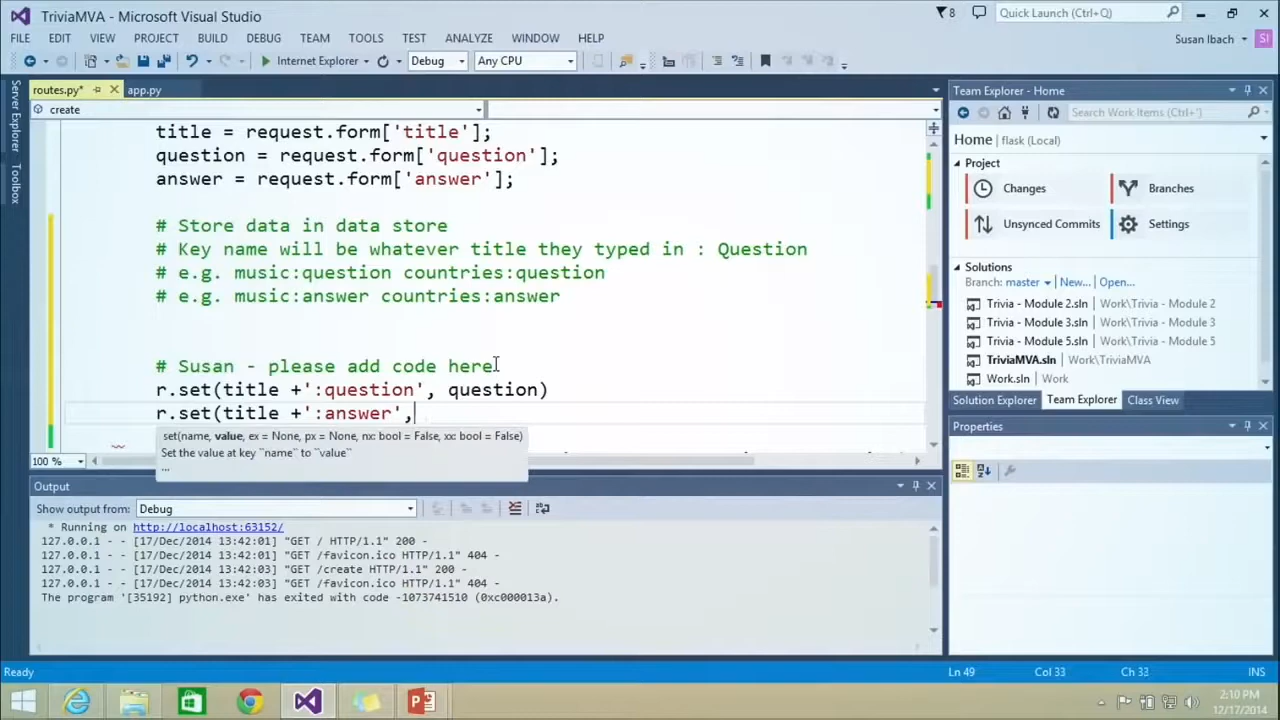 TriviaMVA - Microsoft Visual Studio
8
Quick Launch (Ctrl+Q)
FILE EDIT VIEW PROJECT BUILD DEBUG TEAM TOOLS TEST ANALYZE WINDOW HELP
Susan Ibach
SI
Internet Explorer
Debug
Any CPU
Server Explorer
Toolbox
routes.py*
app.py
create
title = request.form['title'];
question = request.form['question'];
answer = request.form['answer'];
# Store data in data store
# Key name will be whatever title they typed in : Question
# e.g. music:question countries:question
# e.g. music:answer countries:answer
# Susan - please add code here
r.set(title +':question', question)
r.set(title +':answer',
set(name, value, ex = None, px = None, nx: bool = False, xx: bool = False)
Set the value at key ``name`` to ``value``
...
100 %
Output
Show output from: Debug
* Running on http://localhost:63152/
127.0.0.1 - - [17/Dec/2014 13:42:01] "GET / HTTP/1.1" 200 -
127.0.0.1 - - [17/Dec/2014 13:42:01] "GET /favicon.ico HTTP/1.1" 404 -
127.0.0.1 - - [17/Dec/2014 13:42:03] "GET /create HTTP/1.1" 200 -
127.0.0.1 - - [17/Dec/2014 13:42:03] "GET /favicon.ico HTTP/1.1" 404 -
The program '[35192] python.exe' has exited with code -1073741510 (0xc000013a).
Team Explorer - Home
Search Work Items (Ctrl+')
Home | flask (Local)
Project
Changes
Branches
Unsynced Commits
Settings
Solutions
Branch: master | New... | Open...
Trivia - Module 2.sln Work\Trivia - Module 2
Trivia - Module 3.sln Work\Trivia - Module 3
Trivia - Module 5.sln Work\Trivia - Module 5
TriviaMVA.sln Work\TriviaMVA
Work.sln Work
Solution Explorer Team Explorer Class View
Properties
Ready
Ln 49
Col 33
Ch 33
INS
2:10 PM
12/17/2014